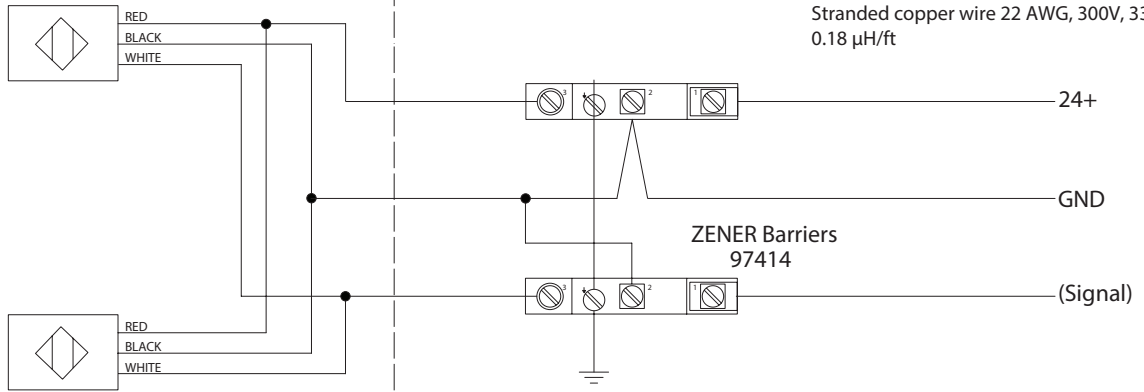 RED
BLACK
WHITE
Stranded copper wire 22 AWG, 300V,
0.18 µH/ft
3
2
1
24+
GND
ZENER Barriers
97414
3
2
1
(Signal)
RED
BLACK
WHITE